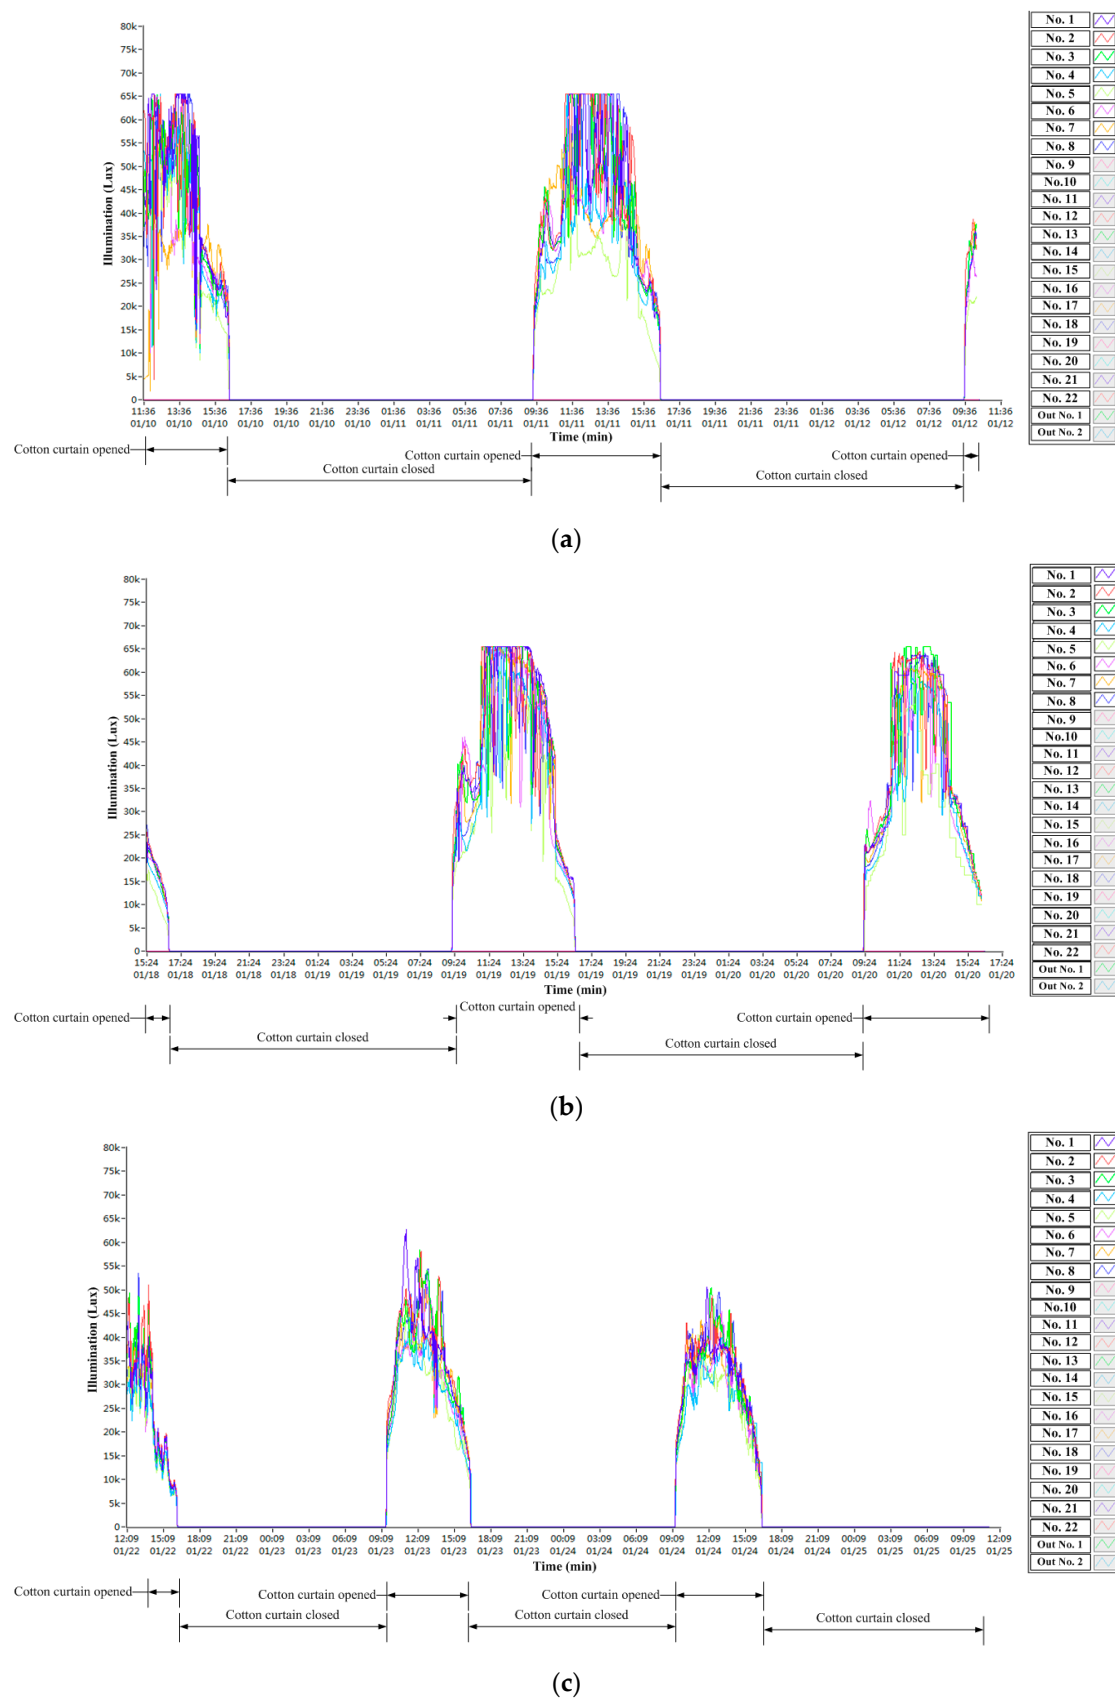 80k
75k
70k
65k
60k
55k
50k
45k
40k
35k
30k
25k
20k
15k
10k
5k
0
Illumination (Lux)
11:36 13:36 15:36 17:36 19:36 21:36 23:36 01:36 03:36 05:36 07:36 09:36 11:36 13:36 15:36 17:36 19:36 21:36 23:36 01:36 03:36 05:36 07:36 09:36 11:36
01/10 01/10 01/10 01/10 01/10 01/10 01/10 01/11 01/11 01/11 01/11 01/11 01/11 01/11 01/11 01/11 01/11 01/11 01/11 01/12 01/12 01/12 01/12 01/12 01/12
Time (min)
Cotton curtain opened
Cotton curtain opened
Cotton curtain opened
Cotton curtain closed
Cotton curtain closed
No. 1
No. 2
No. 3
No. 4
No. 5
No. 6
No. 7
No. 8
No. 9
No.10
No. 11
No. 12
No. 13
No. 14
No. 15
No. 16
No. 17
No. 18
No. 19
No. 20
No. 21
No. 22
Out No. 1
Out No. 2
(a)
80k
75k
70k
65k
60k
55k
50k
45k
40k
35k
30k
25k
20k
15k
10k
5k
0
Illumination (Lux)
15:24 17:24 19:24 21:24 23:24 01:24 03:24 05:24 07:24 09:24 11:24 13:24 15:24 17:24 19:24 21:24 23:24 01:24 03:24 05:24 07:24 09:24 11:24 13:24 15:24 17:24
01/18 01/18 01/18 01/18 01/18 01/19 01/19 01/19 01/19 01/19 01/19 01/19 01/19 01/19 01/19 01/19 01/19 01/20 01/20 01/20 01/20 01/20 01/20 01/20 01/20 01/20
Time (min)
Cotton curtain opened
Cotton curtain opened
Cotton curtain opened
Cotton curtain closed
Cotton curtain closed
No. 1
No. 2
No. 3
No. 4
No. 5
No. 6
No. 7
No. 8
No. 9
No.10
No. 11
No. 12
No. 13
No. 14
No. 15
No. 16
No. 17
No. 18
No. 19
No. 20
No. 21
No. 22
Out No. 1
Out No. 2
(b)
80k
75k
70k
65k
60k
55k
50k
45k
40k
35k
30k
25k
20k
15k
10k
5k
0
Illumination (Lux)
12:09 15:09 18:09 21:09 00:09 03:09 06:09 09:09 12:09 15:09 18:09 21:09 00:09 03:09 06:09 09:09 12:09 15:09 18:09 21:09 00:09 03:09 06:09 09:09 12:09
01/22 01/22 01/22 01/22 01/23 01/23 01/23 01/23 01/23 01/23 01/23 01/23 01/24 01/24 01/24 01/24 01/24 01/24 01/24 01/24 01/25 01/25 01/25 01/25 01/25
Time (min)
Cotton curtain opened
Cotton curtain opened
Cotton curtain opened
Cotton curtain closed
Cotton curtain closed
Cotton curtain closed
No. 1
No. 2
No. 3
No. 4
No. 5
No. 6
No. 7
No. 8
No. 9
No.10
No. 11
No. 12
No. 13
No. 14
No. 15
No. 16
No. 17
No. 18
No. 19
No. 20
No. 21
No. 22
Out No. 1
Out No. 2
(c)